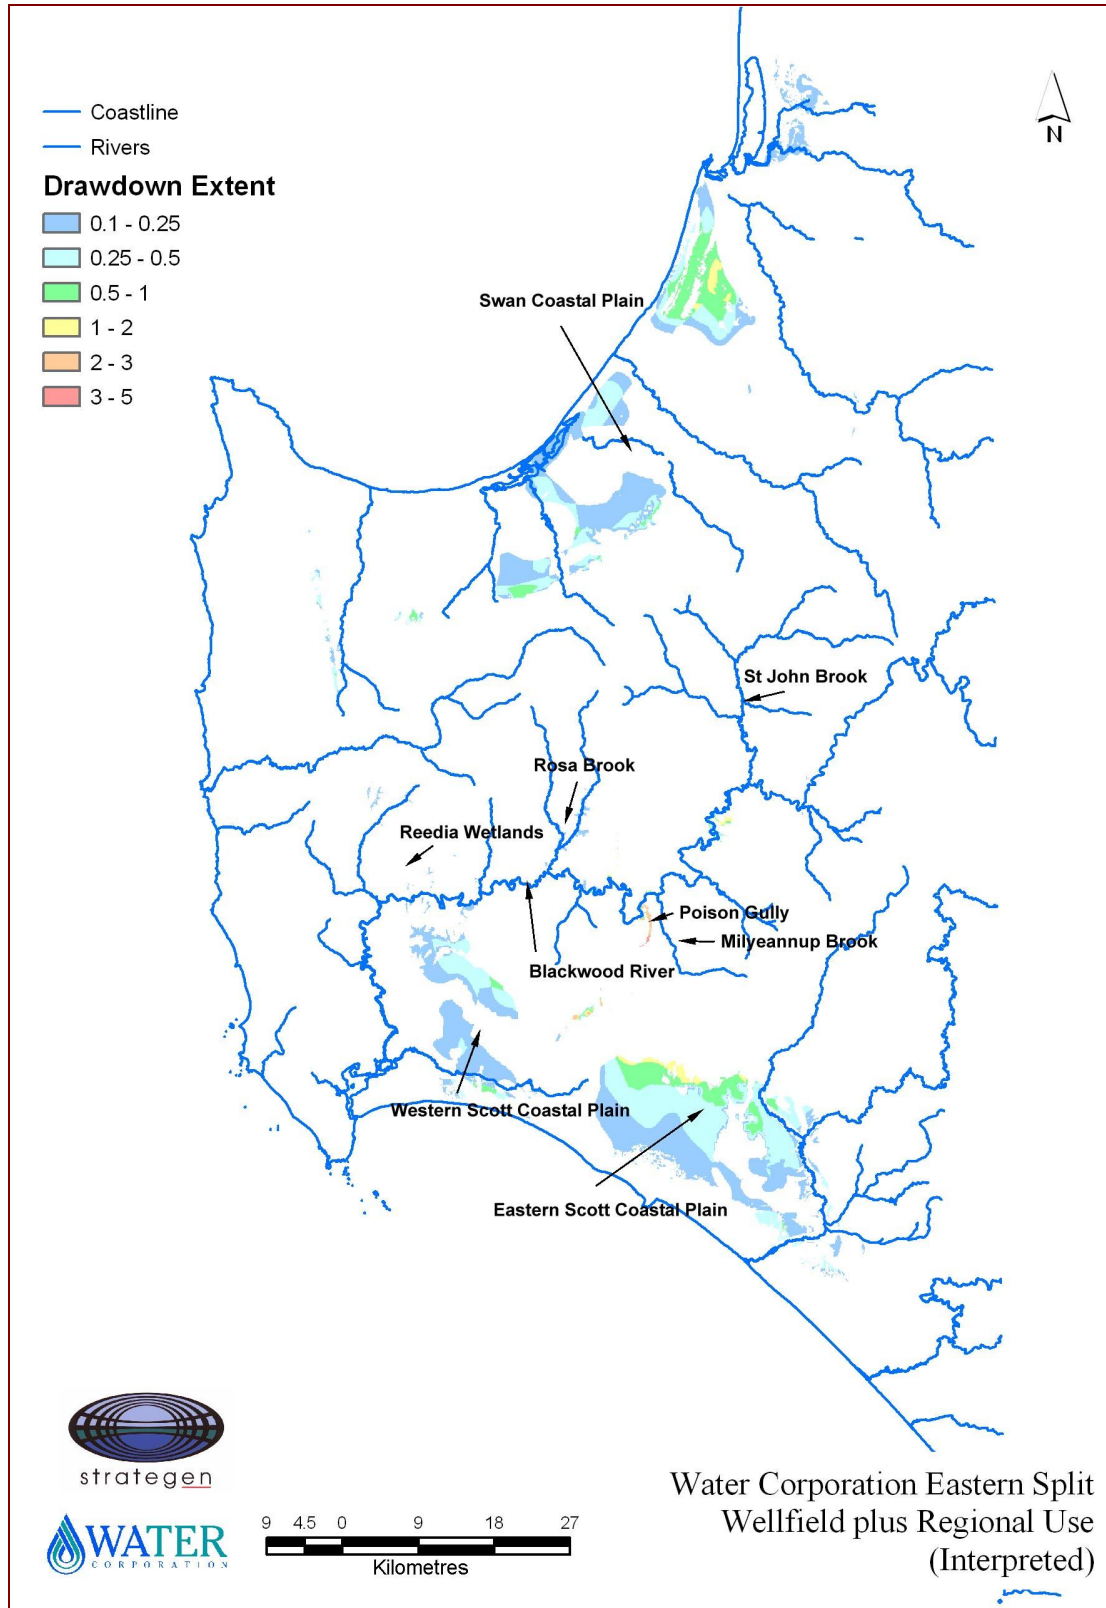 Coastline
Rivers
N
Drawdown Extent
0.1 - 0.25
0.25 - 0.5
0.5 - 1
1 - 2
2 - 3
3 - 5
Swan Coastal Plain
St John Brook
Rosa Brook
Reedia Wetlands
Poison Gully
Milyeannup Brook
Blackwood River
Western Scott Coastal Plain
Eastern Scott Coastal Plain
strategen
WATER
CORPORATION
9 4.5 0 9 18 27
Kilometres
Water Corporation Eastern Split
Wellfield plus Regional Use
(Interpreted)